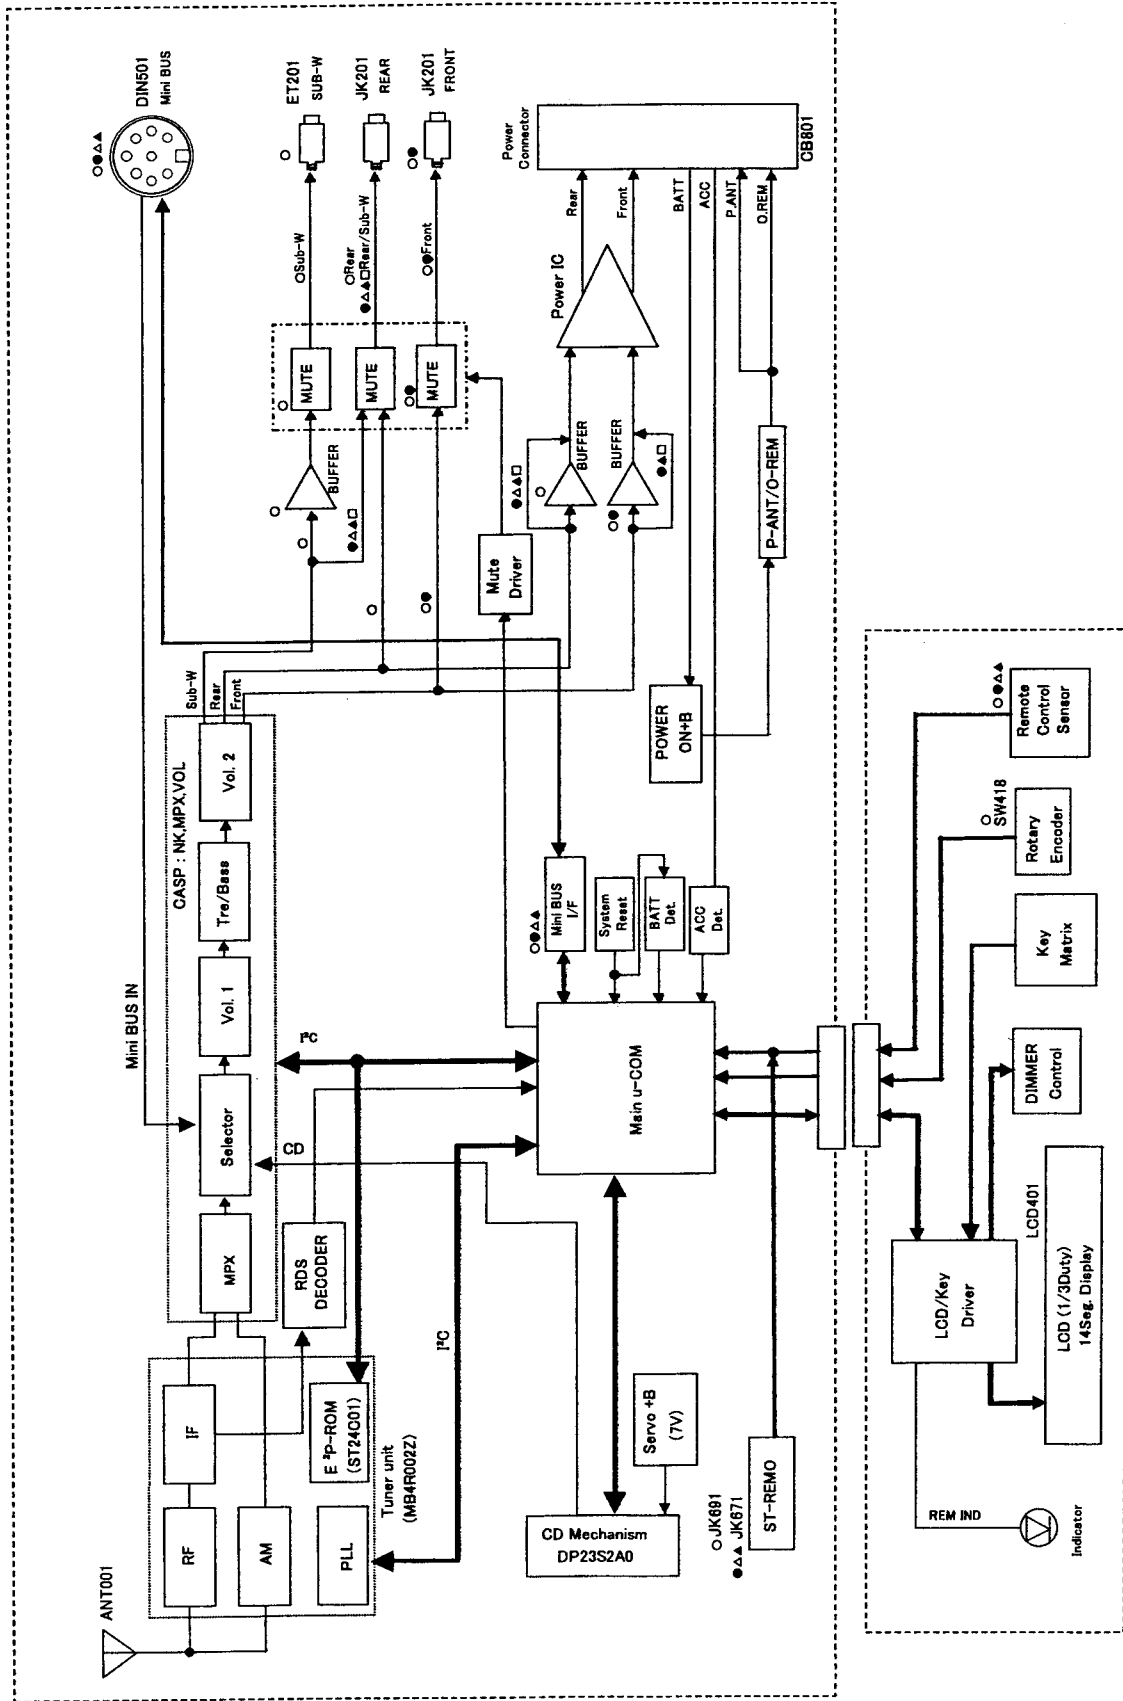 ANT001
RF
IF
AM
PLL
E²P-ROM
(ST24C01)
Tuner unit
(MB4R002Z)
RDS
DECODER
CASP : NK,MPX,VOL
MPX
Selector
Vol. 1
Tre/Bass
Vol. 2
Mini BUS IN
CD
I²C
I²C
Sub-W
Rear
Front
○●△▲
DIN501
Mini BUS
○
BUFFER
○
●△▲□
○
○●
○
MUTE
MUTE
○●
MUTE
○Sub-W
○Rear
●△▲□Rear/Sub-W
○●Front
○
ET201
SUB-W
JK201
REAR
○●
JK201
FRONT
Mute
Driver
●△▲□
○
BUFFER
○●
BUFFER
●▲□
Power IC
Rear
Front
BATT
ACC
P.ANT
O.REM
Power
Connector
CB801
P-ANT/O-REM
POWER
ON+B
○●△▲
Mini BUS
I/F
System
Reset
BATT
Det.
ACC
Det.
Main u-COM
CD Mechanism
DP23S2A0
Servo +B
(7V)
○JK691
●△▲ JK671
ST-REMO
LCD/Key
Driver
LCD401
LCD (1/3Duty)
14Seg. Display
DIMMER
Control
Key
Matrix
○
SW418
Rotary
Encoder
○●△▲
Remote
Control
Sensor
REM IND
Indicator